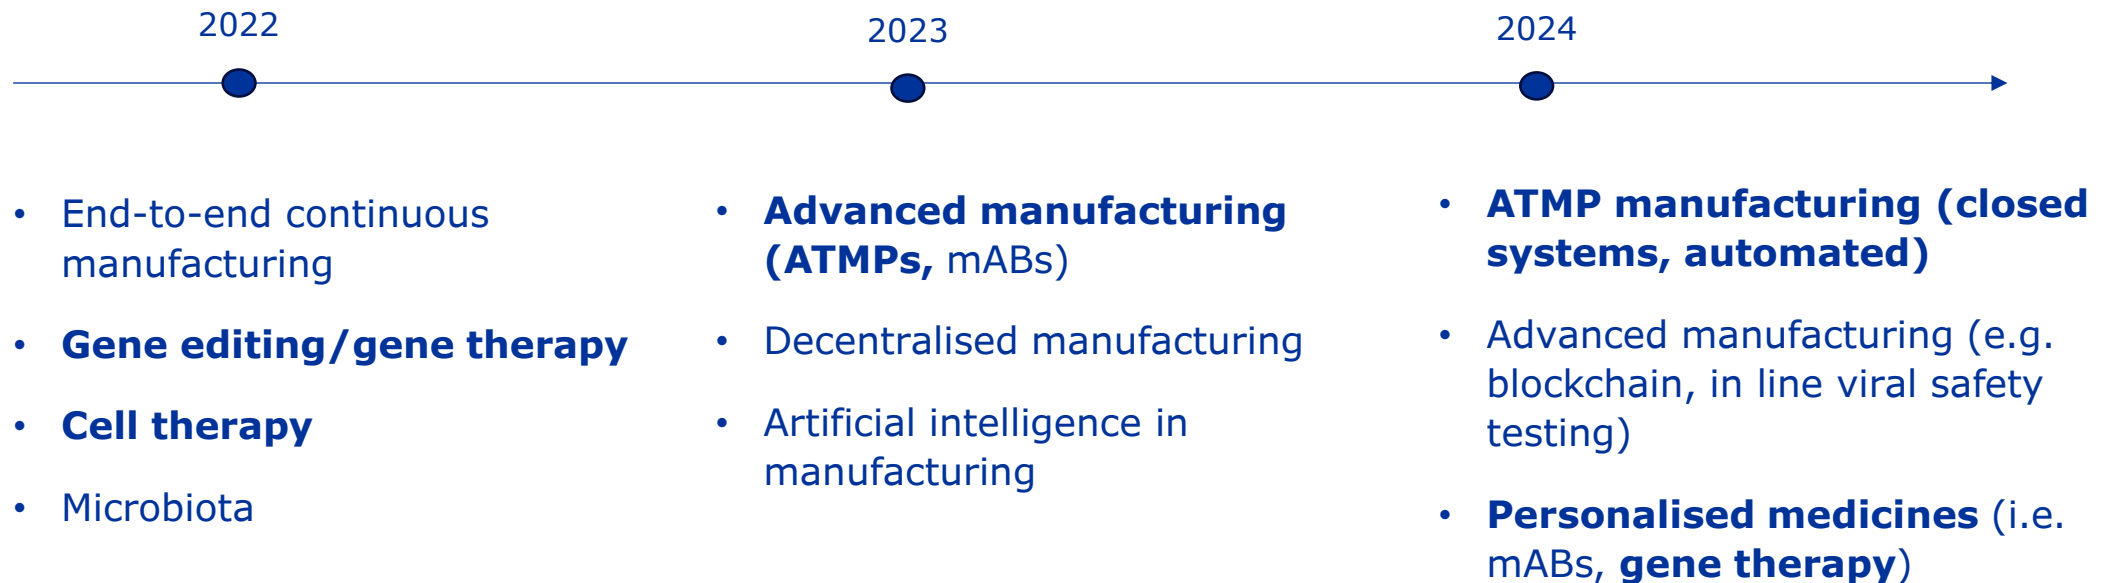 2022
2023
2024
• End-to-end continuous
manufacturing
• Gene editing/gene therapy
• Cell therapy
• Microbiota
• Advanced manufacturing
(ATMPs, mABs)
• Decentralised manufacturing
• Artificial intelligence in
manufacturing
• ATMP manufacturing (closed
systems, automated)
• Advanced manufacturing (e.g.
blockchain, in line viral safety
testing)
• Personalised medicines (i.e.
mABs, gene therapy)